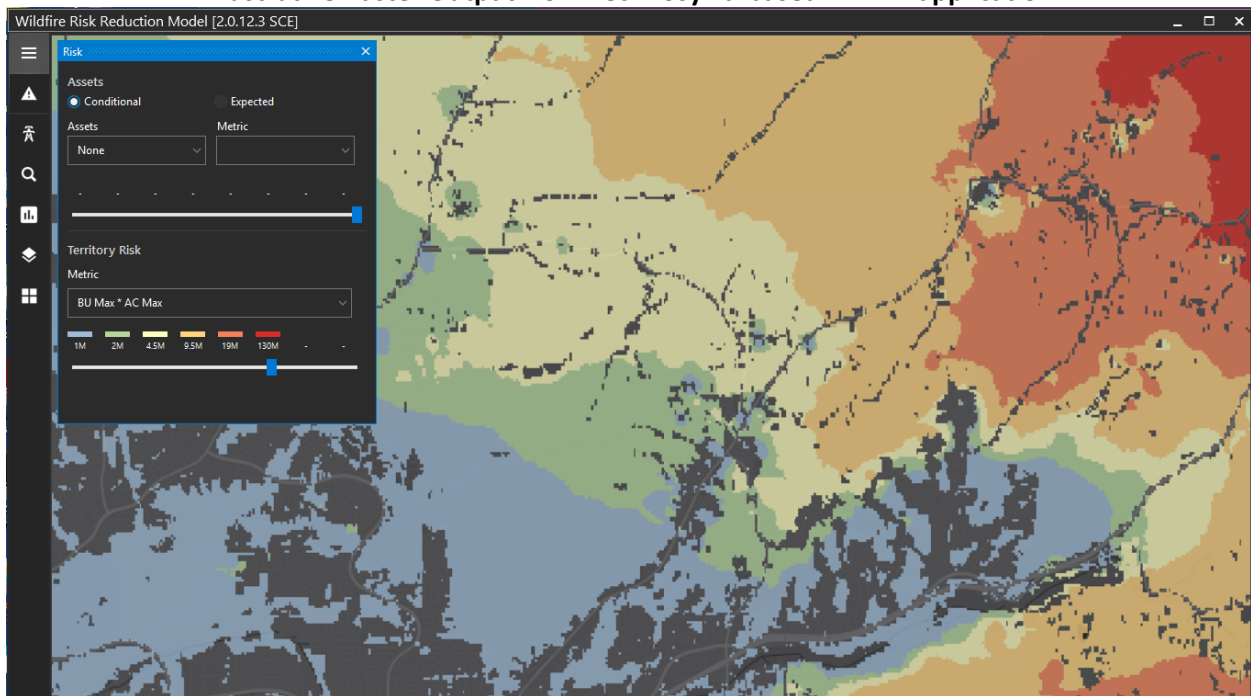 Wildfire Risk Reduction Model [2.0.12.3 SCE]
Risk
Assets
Conditional Expected
Assets Metric
None
- - - - - - - -
Territory Risk
Metric
BU Max * AC Max
1M 2M 4.5M 9.5M 19M 130M - -